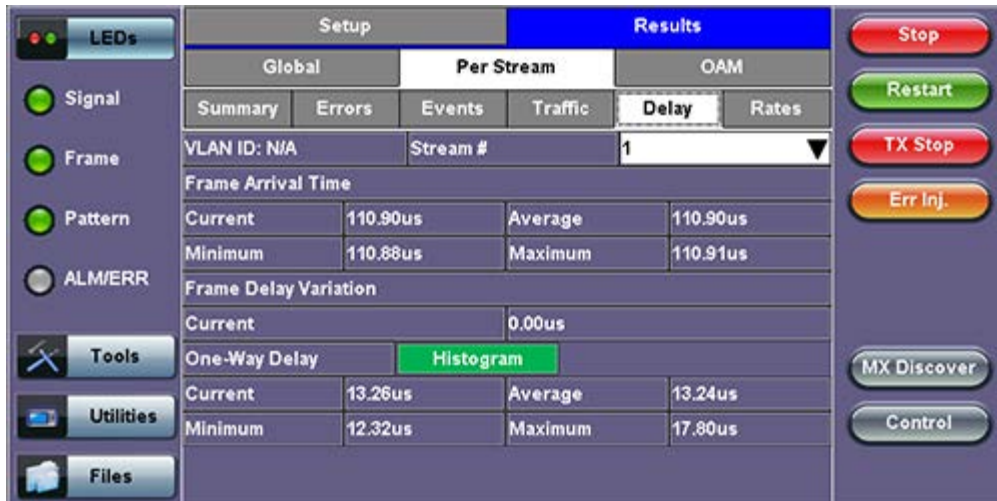 LEDs
Signal
Frame
Pattern
ALM/ERR
Tools
Utilities
Files
Setup Results
Global Per Stream OAM
Summary Errors Events Traffic Delay Rates
VLAN ID: N/A Stream # 1
Frame Arrival Time
Current 110.90us Average 110.90us
Minimum 110.88us Maximum 110.91us
Frame Delay Variation
Current 0.00us
One-Way Delay Histogram
Current 13.26us Average 13.24us
Minimum 12.32us Maximum 17.80us
Stop
Restart
TX Stop
Err Inj.
MX Discover
Control